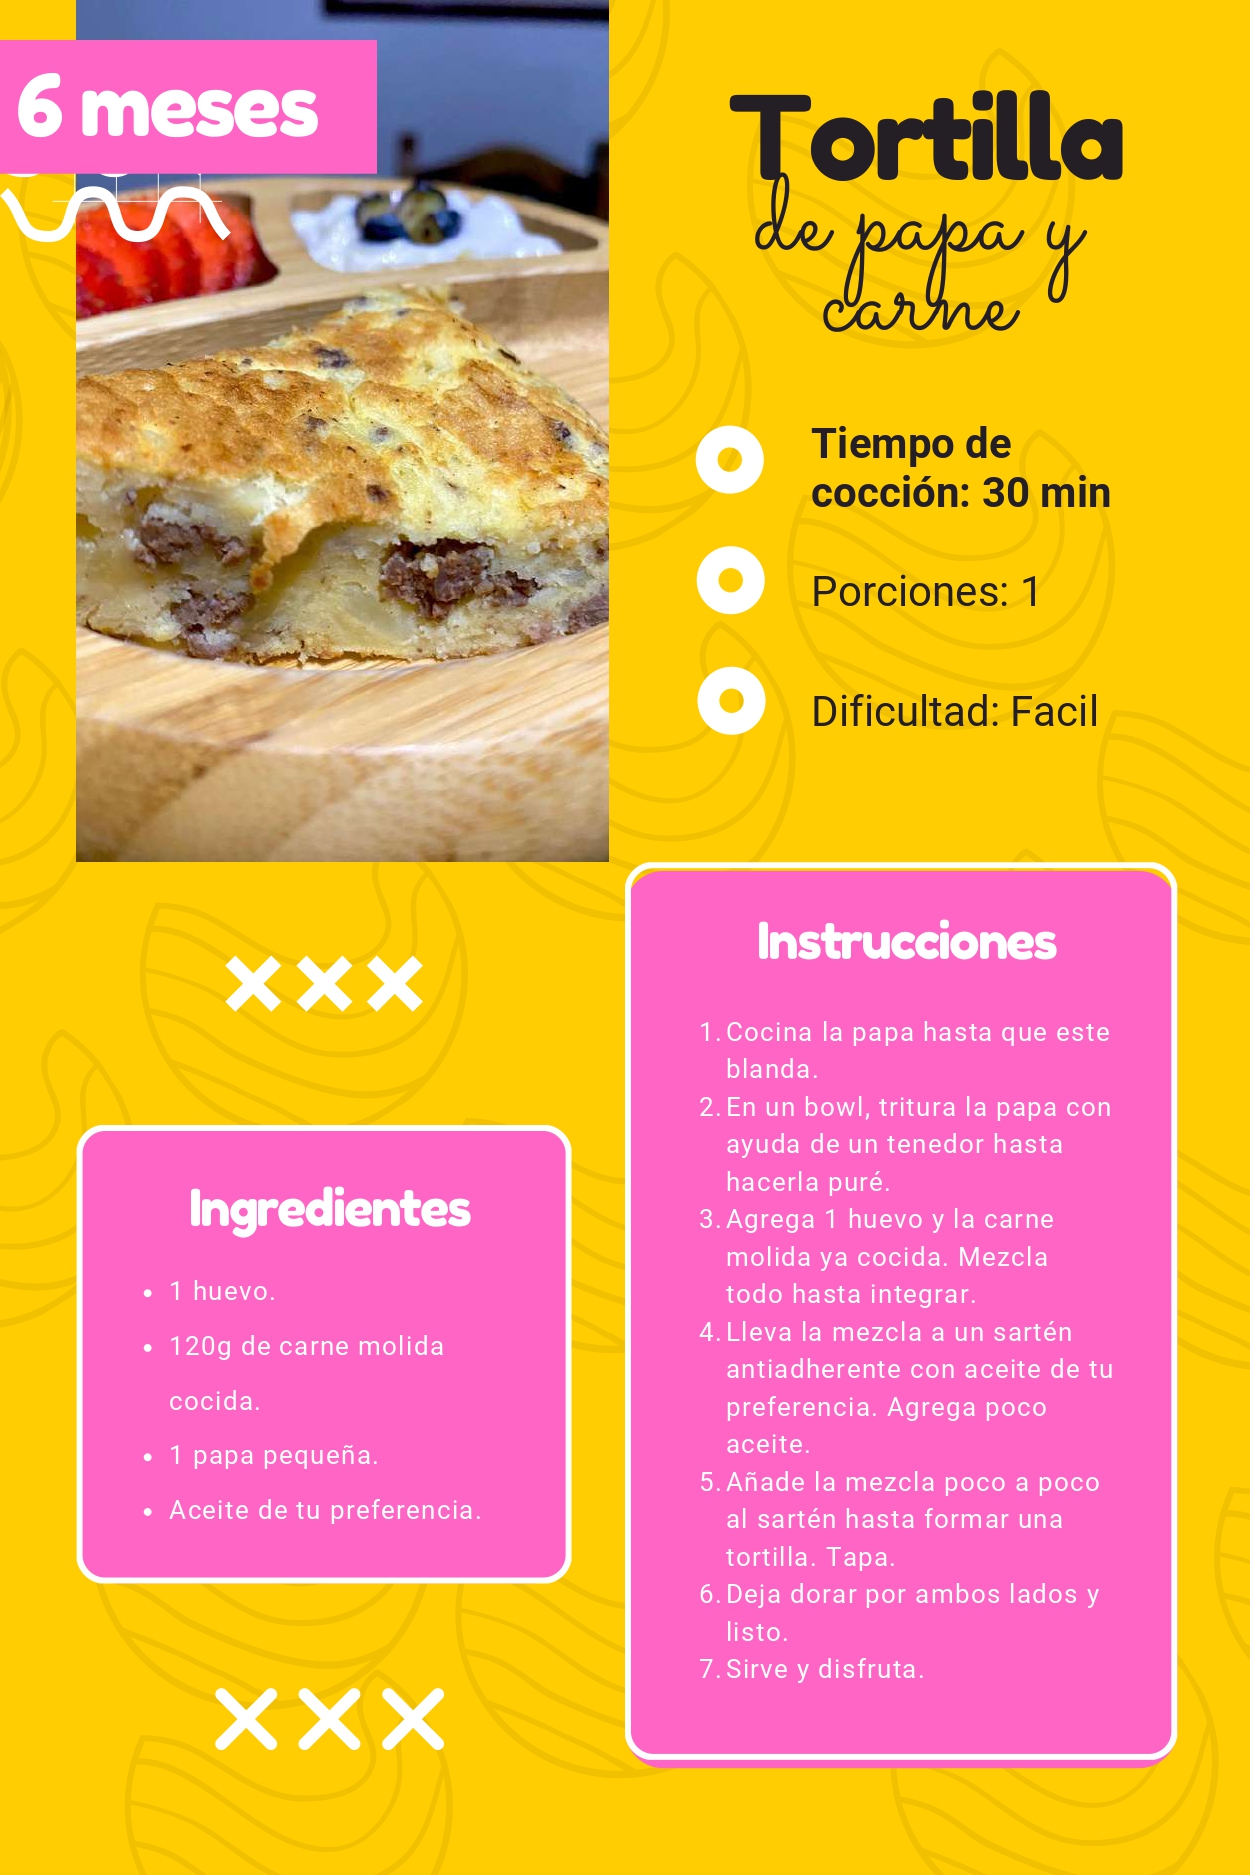 6 meses
Tortilla
de papa y
carne
Tiempo de
cocción: 30 min
Porciones: 1
Dificultad: Facil
Ingredientes
• 1 huevo.
• 120g de carne molida
cocida.
• 1 papa pequeña.
• Aceite de tu preferencia.
Instrucciones
1. Cocina la papa hasta que este
blanda.
2. En un bowl, tritura la papa con
ayuda de un tenedor hasta
hacerla puré.
3. Agrega 1 huevo y la carne
molida ya cocida. Mezcla
todo hasta integrar.
4. Lleva la mezcla a un sartén
antiadherente con aceite de tu
preferencia. Agrega poco
aceite.
5. Añade la mezcla poco a poco
al sartén hasta formar una
tortilla. Tapa.
6. Deja dorar por ambos lados y
listo.
7. Sirve y disfruta.